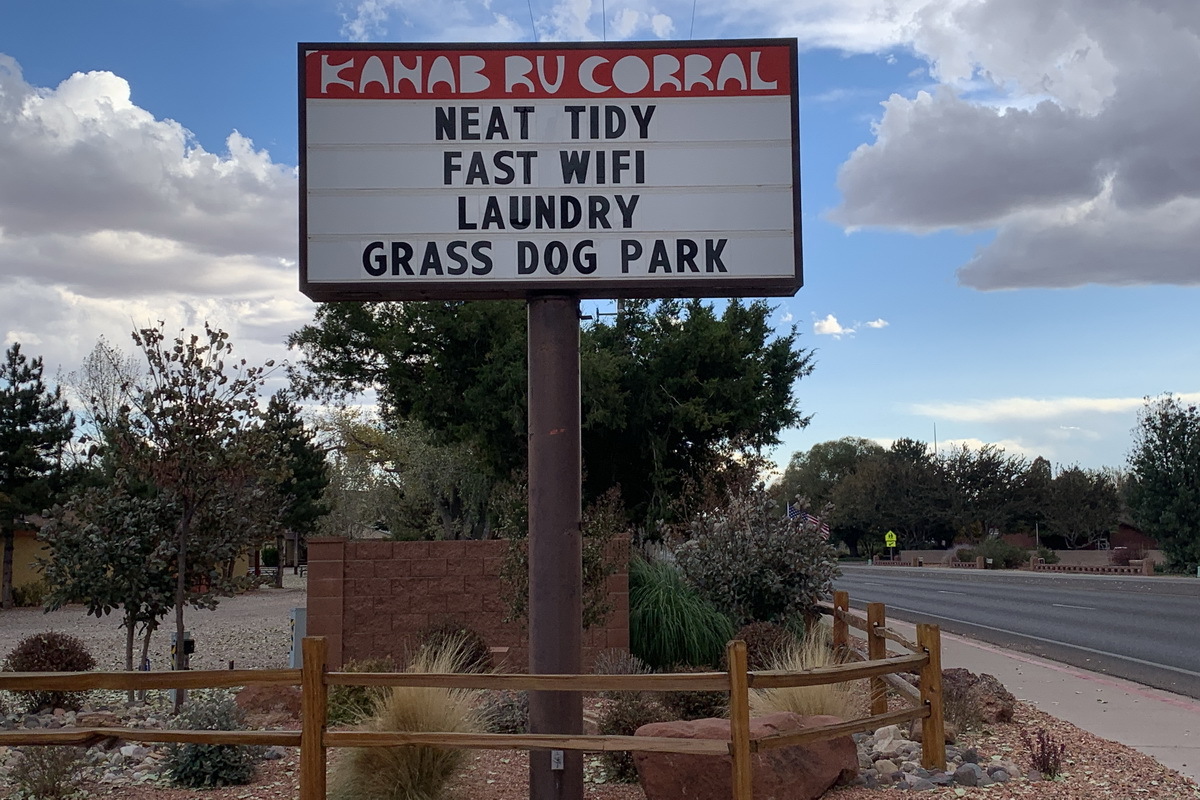 KANAB RV CORRAL
NEAT TIDY
FAST WIFI
LAUNDRY
GRASS DOG PARK